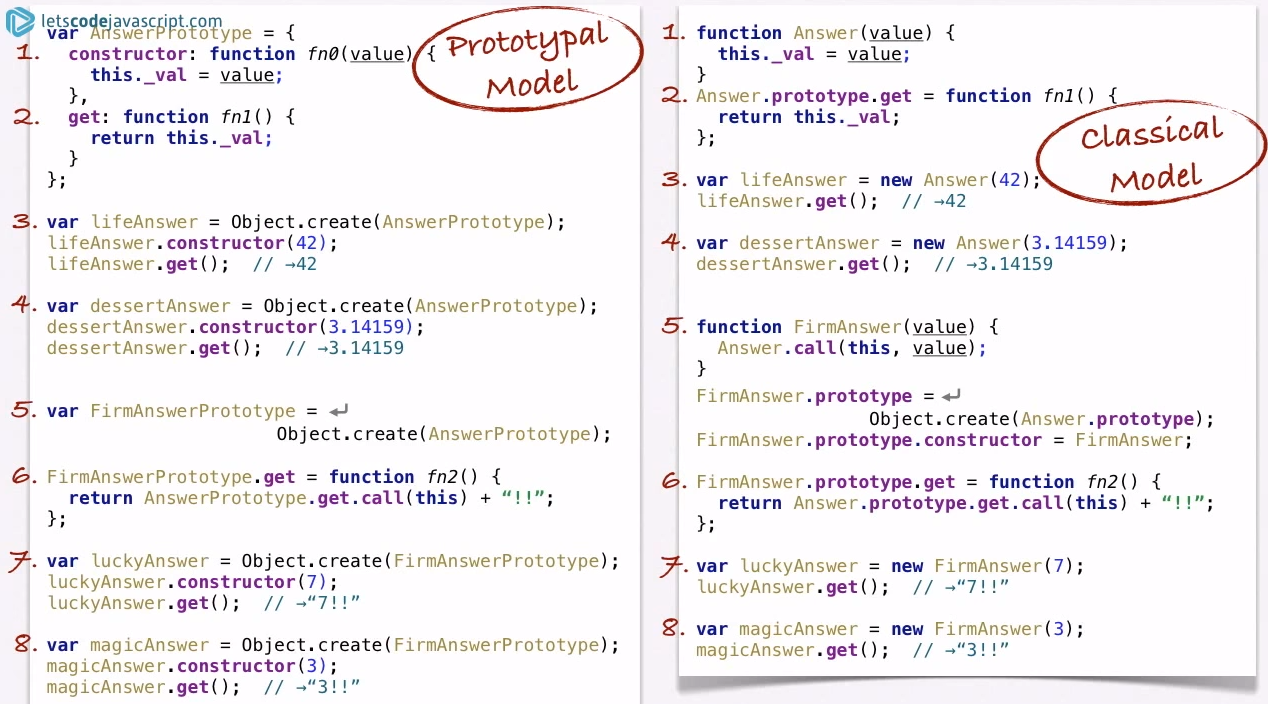 letscodejavascript.com
var AnswerPrototype = {
1. constructor: function fn0(value) {
this._val = value;
},
2. get: function fn1() {
return this._val;
}
};
3. var lifeAnswer = Object.create(AnswerPrototype);
lifeAnswer.constructor(42);
lifeAnswer.get(); // →42
4. var dessertAnswer = Object.create(AnswerPrototype);
dessertAnswer.constructor(3.14159);
dessertAnswer.get(); // →3.14159
5. var FirmAnswerPrototype = ↵
Object.create(AnswerPrototype);
6. FirmAnswerPrototype.get = function fn2() {
return AnswerPrototype.get.call(this) + “!!”;
};
7. var luckyAnswer = Object.create(FirmAnswerPrototype);
luckyAnswer.constructor(7);
luckyAnswer.get(); // →“7!!”
8. var magicAnswer = Object.create(FirmAnswerPrototype);
magicAnswer.constructor(3);
magicAnswer.get(); // →“3!!”
Prototypal
Model
1. function Answer(value) {
this._val = value;
}
2. Answer.prototype.get = function fn1() {
return this._val;
};
3. var lifeAnswer = new Answer(42);
lifeAnswer.get(); // →42
4. var dessertAnswer = new Answer(3.14159);
dessertAnswer.get(); // →3.14159
5. function FirmAnswer(value) {
Answer.call(this, value);
}
FirmAnswer.prototype = ↵
Object.create(Answer.prototype);
FirmAnswer.prototype.constructor = FirmAnswer;
6. FirmAnswer.prototype.get = function fn2() {
return Answer.prototype.get.call(this) + “!!”;
};
7. var luckyAnswer = new FirmAnswer(7);
luckyAnswer.get(); // →“7!!”
8. var magicAnswer = new FirmAnswer(3);
magicAnswer.get(); // →“3!!”
Classical
Model